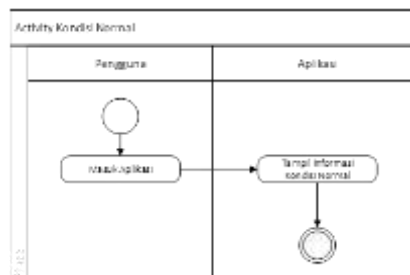 Activity Kondisi Normal
Pengguna
Aplikasi
Masuk Aplikasi
Tampil Informasi
Kondisi Normal